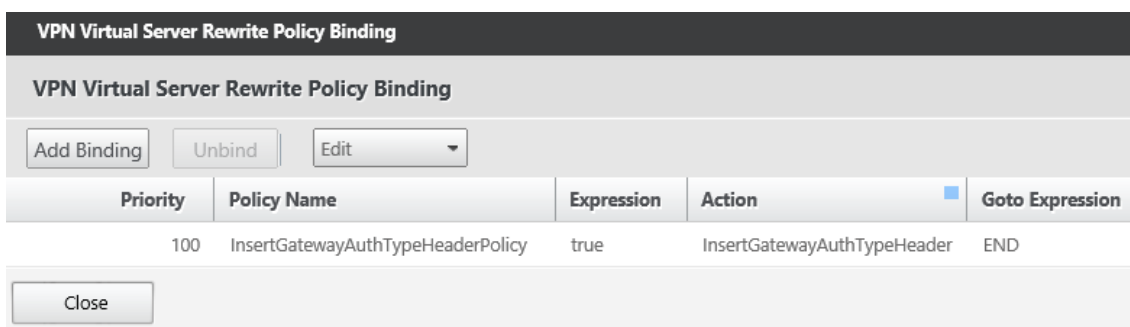 VPN Virtual Server Rewrite Policy Binding
VPN Virtual Server Rewrite Policy Binding
Add Binding Unbind Edit
Priority Policy Name Expression Action Goto Expression
100 InsertGatewayAuthTypeHeaderPolicy true InsertGatewayAuthTypeHeader END
Close